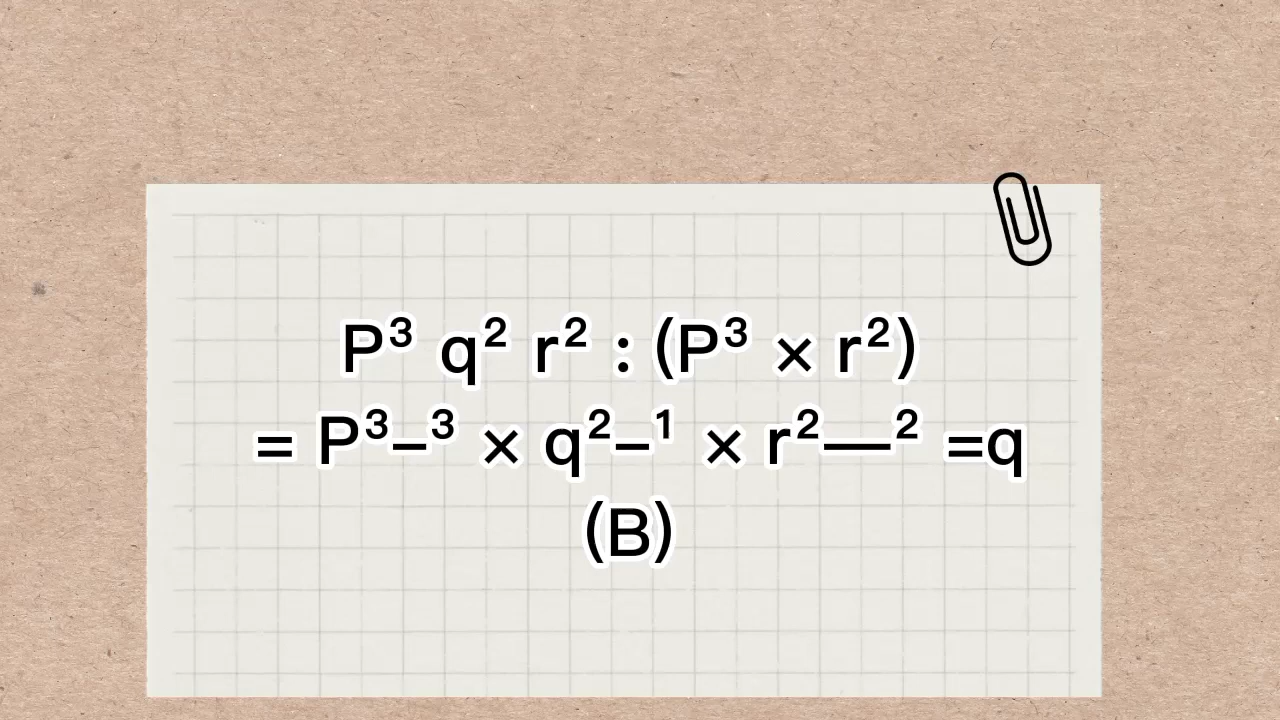 P³ q² r² : (P³ × r²)
= P³–³ × q²–¹ × r²—² =q
(B)